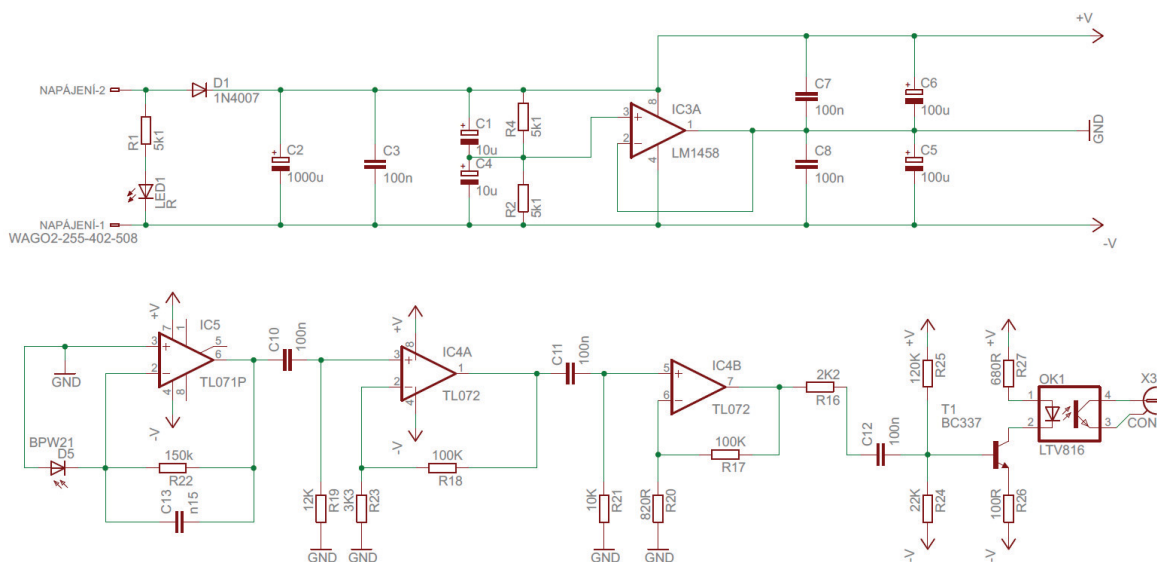 +V
NAPÁJENÍ-2
D1
1N4007
R1
5k1
LED1
R
NAPÁJENÍ-1
WAGO2-255-402-508
+
C2
1000u
C3
100n
+
C1
10u
+
C4
10u
R4
5k1
R2
5k1
3
2
8
4
1
IC3A
LM1458
C7
100n
C8
100n
+
C6
100u
+
C5
100u
GND
-V
+V
7
1
IC5
3
2
5
6
4
8
TL071P
-V
GND
BPW21
D5
150k
R22
C13
n15
C10
100n
12K
R19
GND
+V
8
IC4A
3
2
1
4
TL072
-V
100K
R18
3K3
R23
GND
C11
100n
10K
R21
GND
IC4B
5
6
7
TL072
100K
R17
820R
R20
GND
2K2
R16
C12
100n
+V
120K
R25
22K
R24
-V
T1
BC337
+V
680R
R27
100R
R26
-V
OK1
1
2
4
3
LTV816
X3
CON